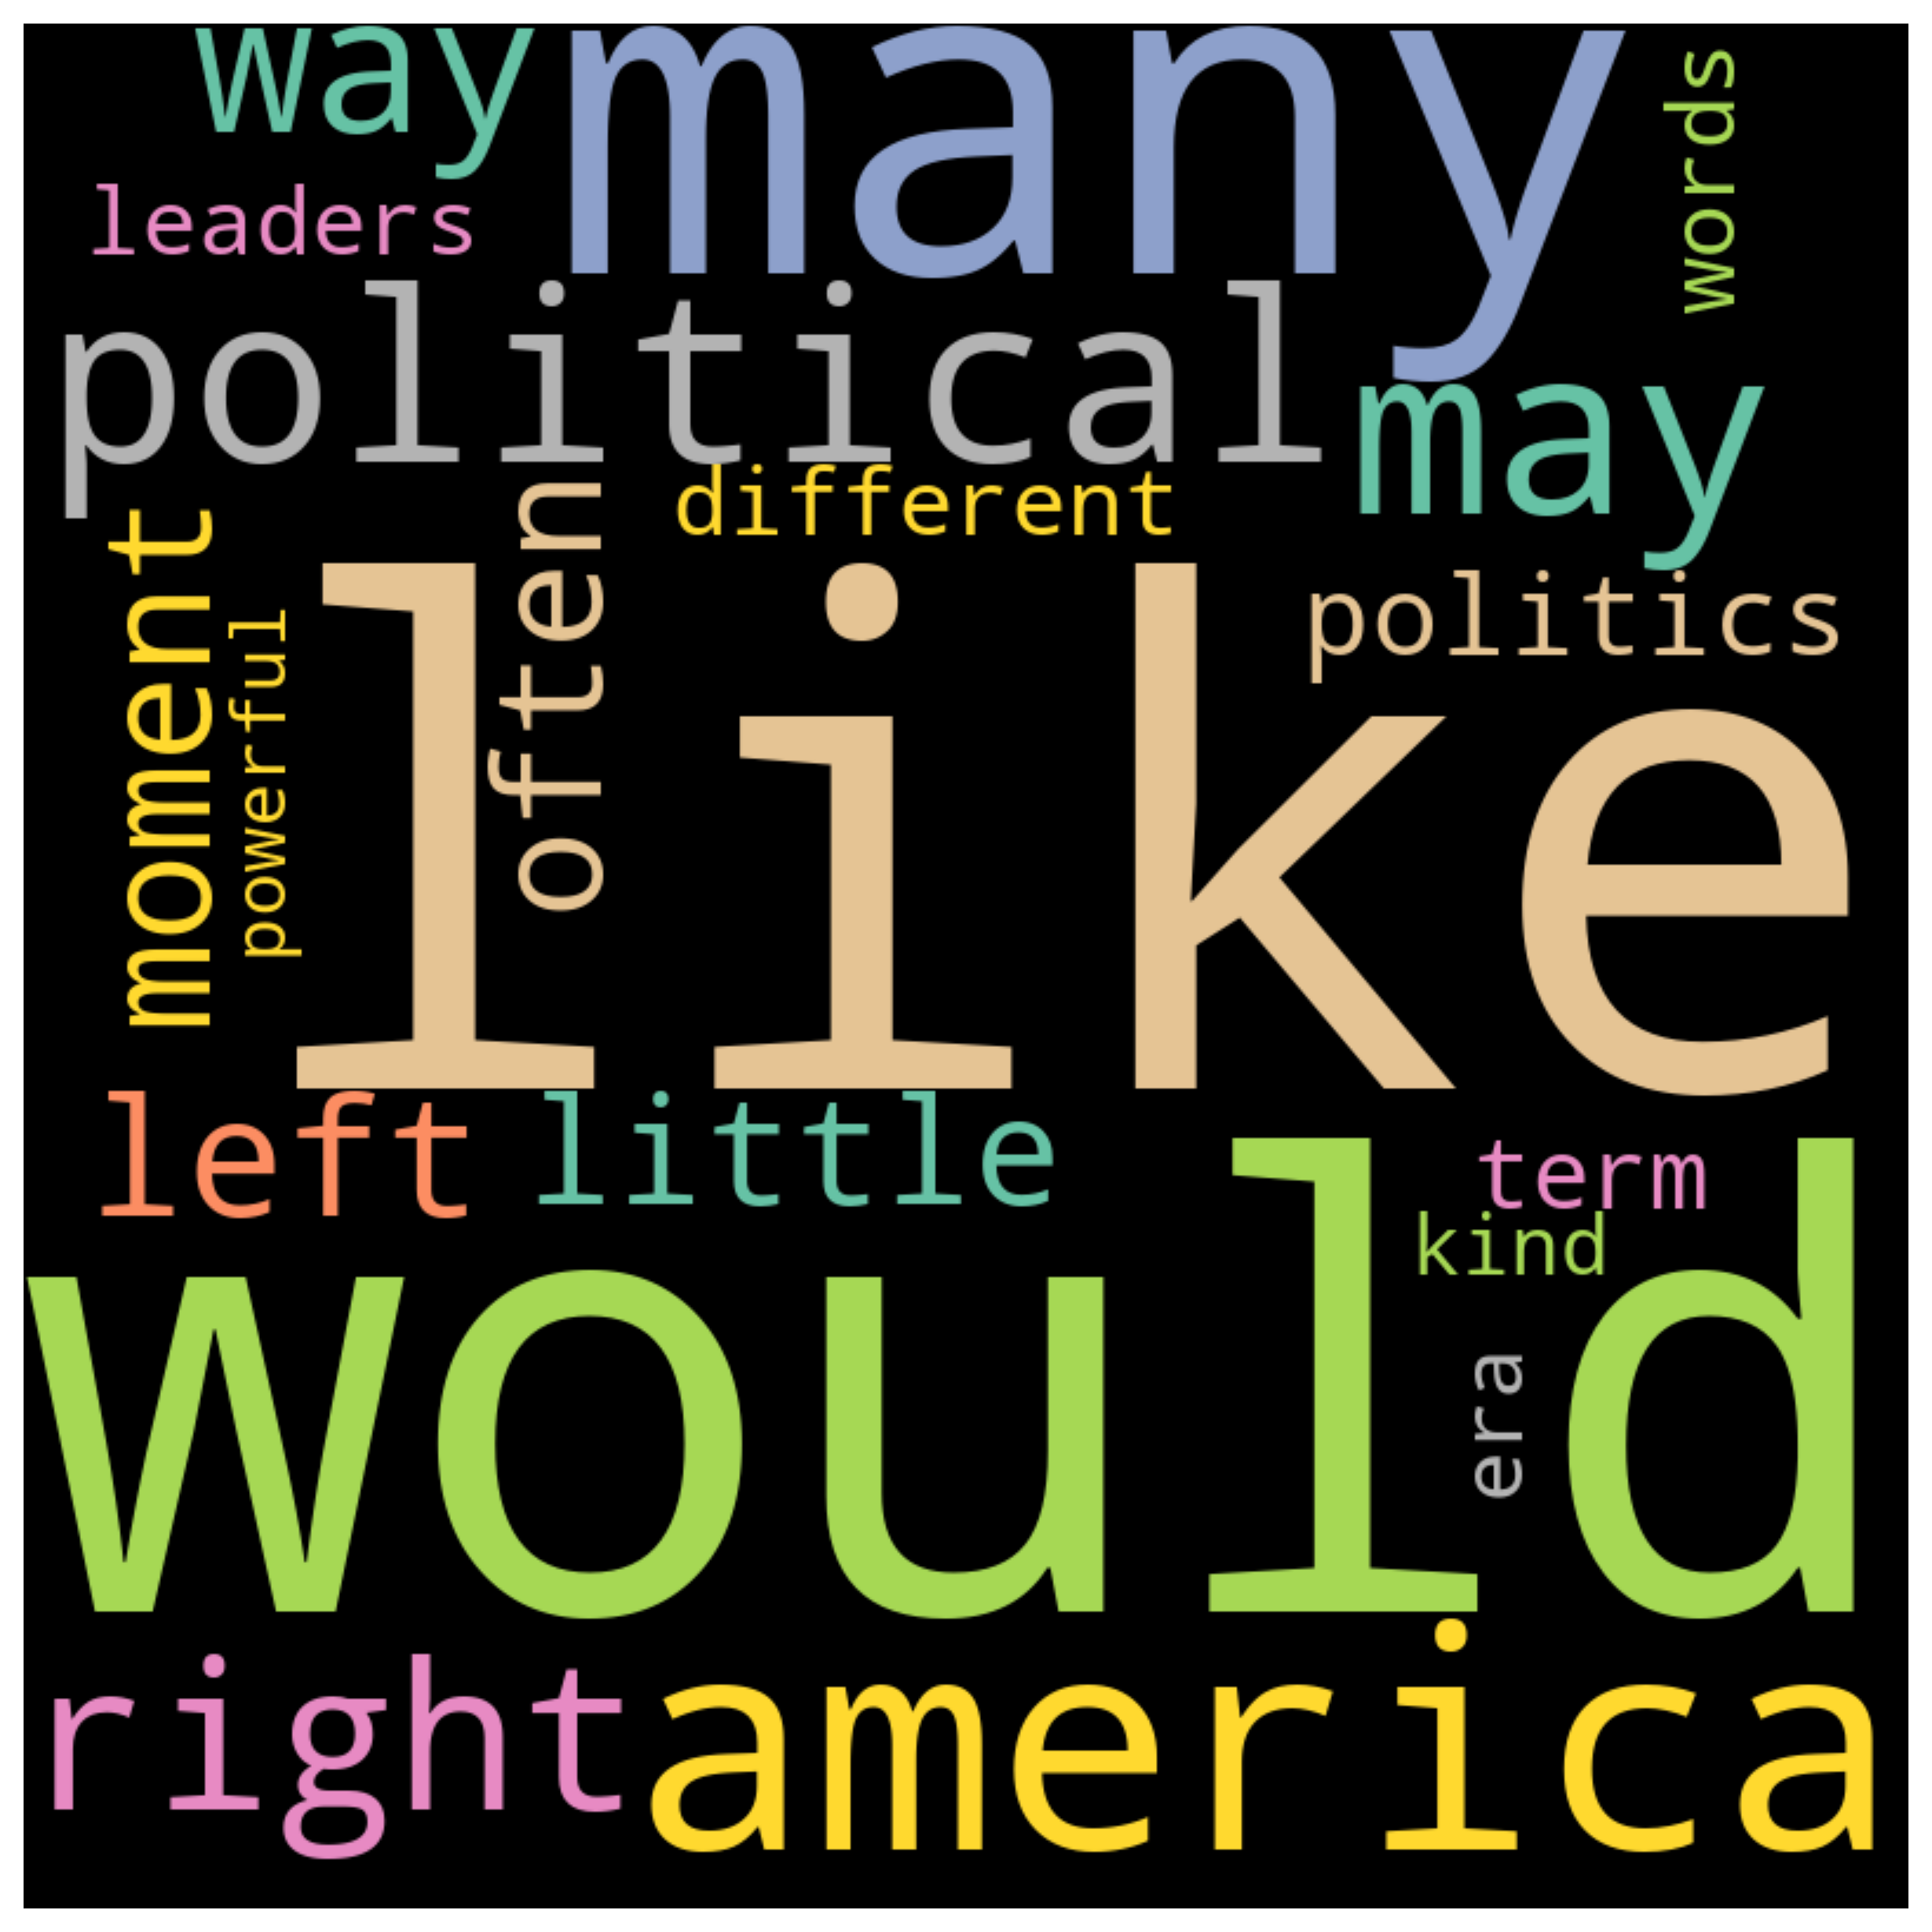 way
many
words
leaders
political
may
different
often
moment
powerful
politics
like
left
little
term
kind
would
era
right
america